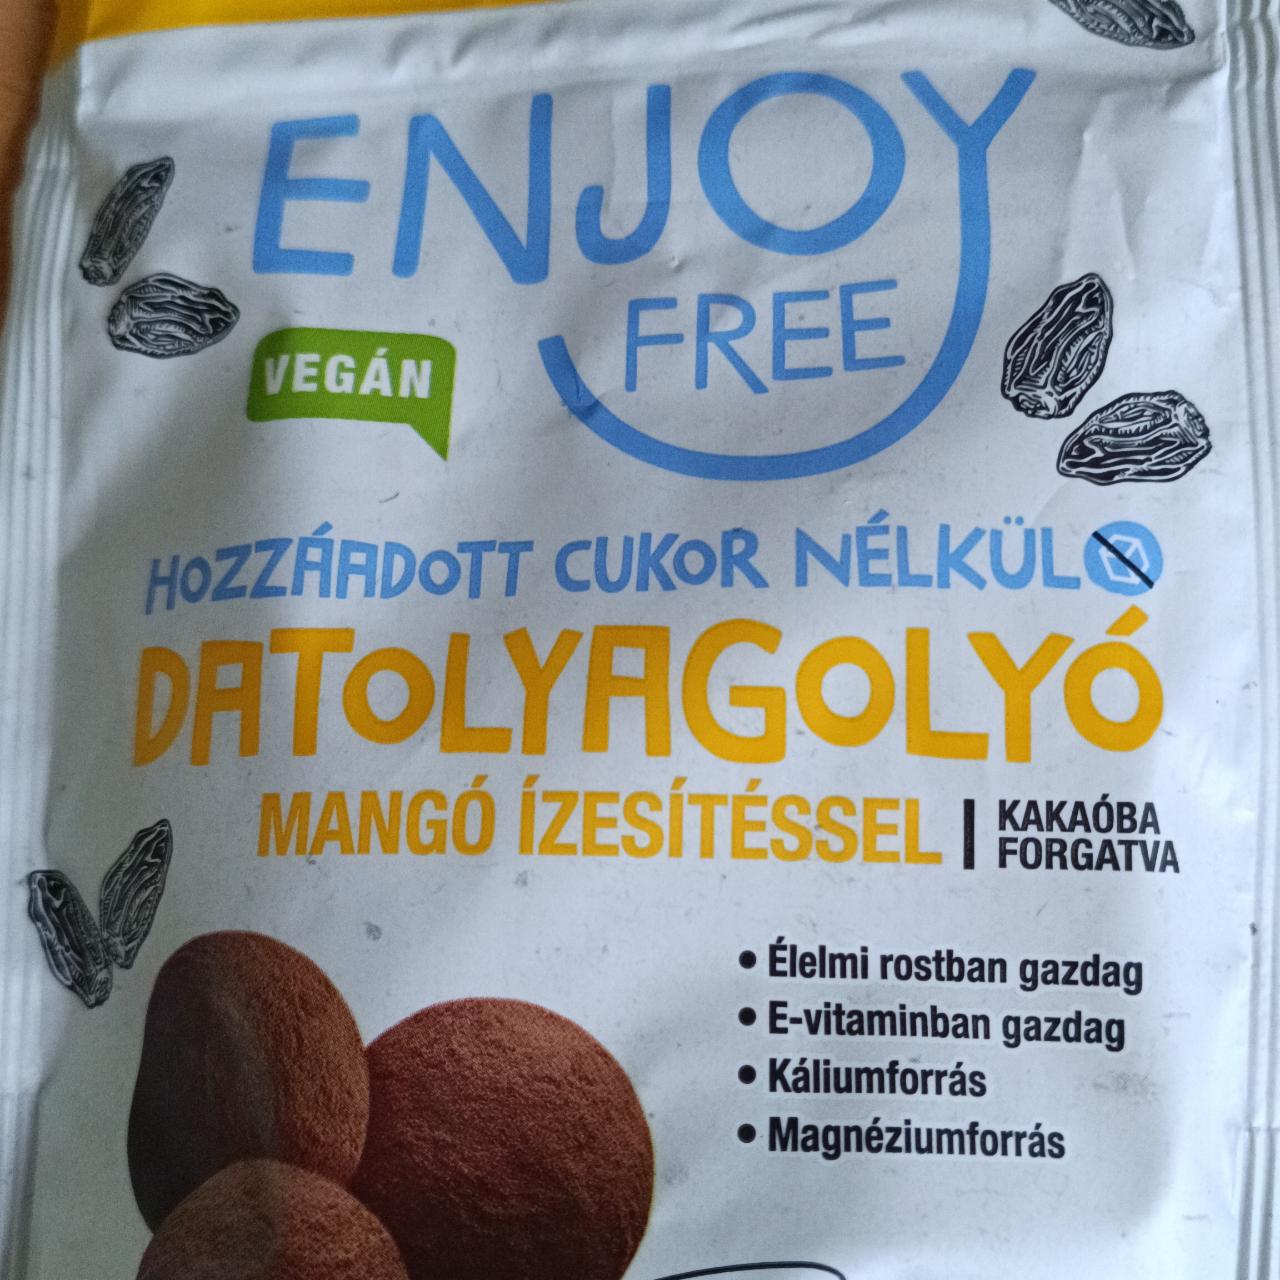 ENJOY
FREE
VEGÁN
HOZZÁADOTT CUKOR NÉLKÜL
DATOLYAGOLYÓ
MANGÓ ÍZESÍTÉSSEL | KAKAÓBA
FORGATVA
• Élelmi rostban gazdag
• E-vitaminban gazdag
• Káliumforrás
• Magnéziumforrás